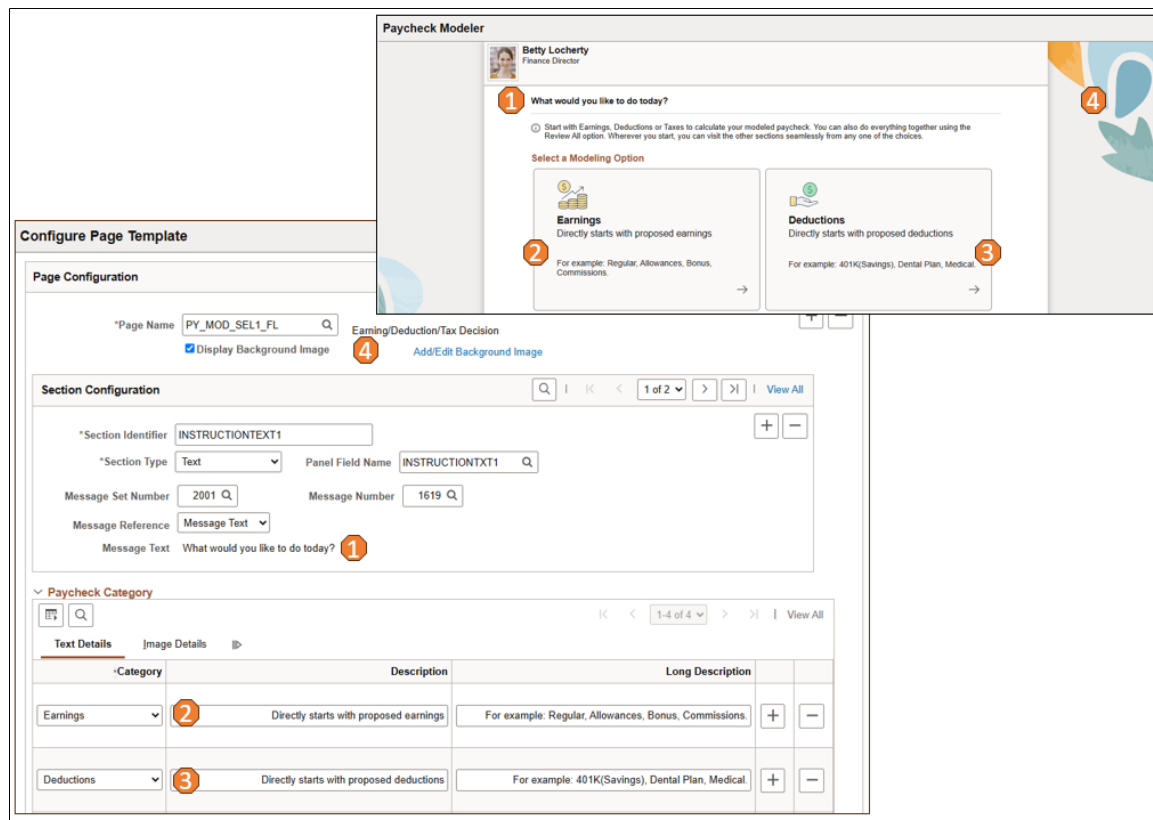 Paycheck Modeler
Betty Locherty
Finance Director
1 What would you like to do today?
4
Start with Earnings, Deductions or Taxes to calculate your modeled paycheck. You can also do everything together using the
Review All option. Wherever you start, you can visit the other sections seamlessly from any one of the choices.
Select a Modeling Option
Earnings
Directly starts with proposed earnings
2
For example: Regular, Allowances, Bonus,
Commissions.
Deductions
Directly starts with proposed deductions
3
For example: 401K(Savings), Dental Plan, Medical.
Configure Page Template
Page Configuration
*Page Name PY_MOD_SEL1_FL Earning/Deduction/Tax Decision
Display Background Image 4 Add/Edit Background Image
Section Configuration 1 of 2 View All
*Section Identifier INSTRUCTIONTEXT1
*Section Type Text Panel Field Name INSTRUCTIONTXT1
Message Set Number 2001 Message Number 1619
Message Reference Message Text
Message Text What would you like to do today? 1
Paycheck Category
1-4 of 4 View All
Text Details Image Details
*Category Description Long Description
Earnings 2 Directly starts with proposed earnings For example: Regular, Allowances, Bonus, Commissions.
Deductions 3 Directly starts with proposed deductions For example: 401K(Savings), Dental Plan, Medical.